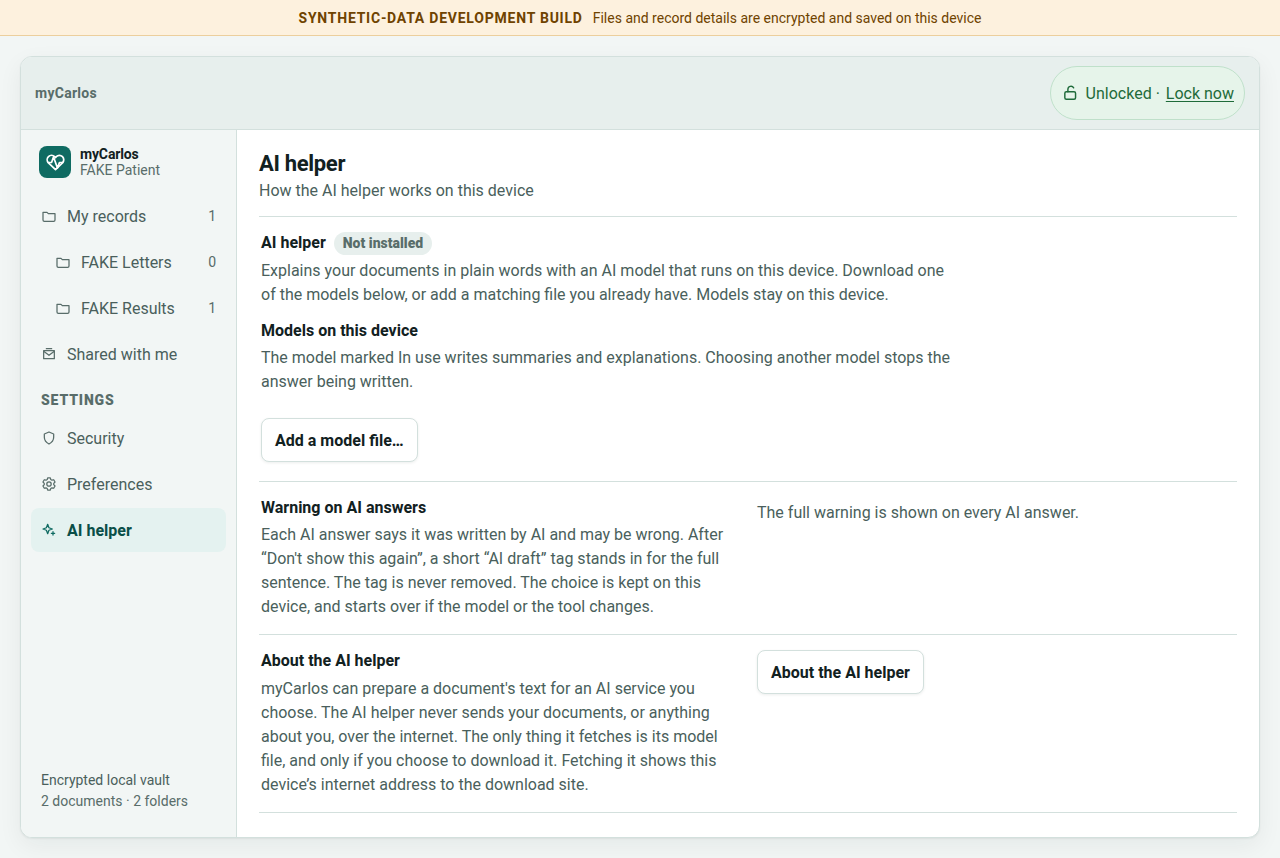 SYNTHETIC-DATA DEVELOPMENT BUILD Files and record details are encrypted and saved on this device
myCarlos
Unlocked · Lock now
myCarlos
FAKE Patient
My records 1
FAKE Letters 0
FAKE Results 1
Shared with me
SETTINGS
Security
Preferences
AI helper
Encrypted local vault
2 documents · 2 folders
AI helper
How the AI helper works on this device
AI helper Not installed
Explains your documents in plain words with an AI model that runs on this device. Download one
of the models below, or add a matching file you already have. Models stay on this device.
Models on this device
The model marked In use writes summaries and explanations. Choosing another model stops the
answer being written.
Add a model file…
Warning on AI answers
Each AI answer says it was written by AI and may be wrong. After
“Don't show this again”, a short “AI draft” tag stands in for the full
sentence. The tag is never removed. The choice is kept on this
device, and starts over if the model or the tool changes.
The full warning is shown on every AI answer.
About the AI helper
myCarlos can prepare a document's text for an AI service you
choose. The AI helper never sends your documents, or anything
about you, over the internet. The only thing it fetches is its model
file, and only if you choose to download it. Fetching it shows this
device’s internet address to the download site.
About the AI helper